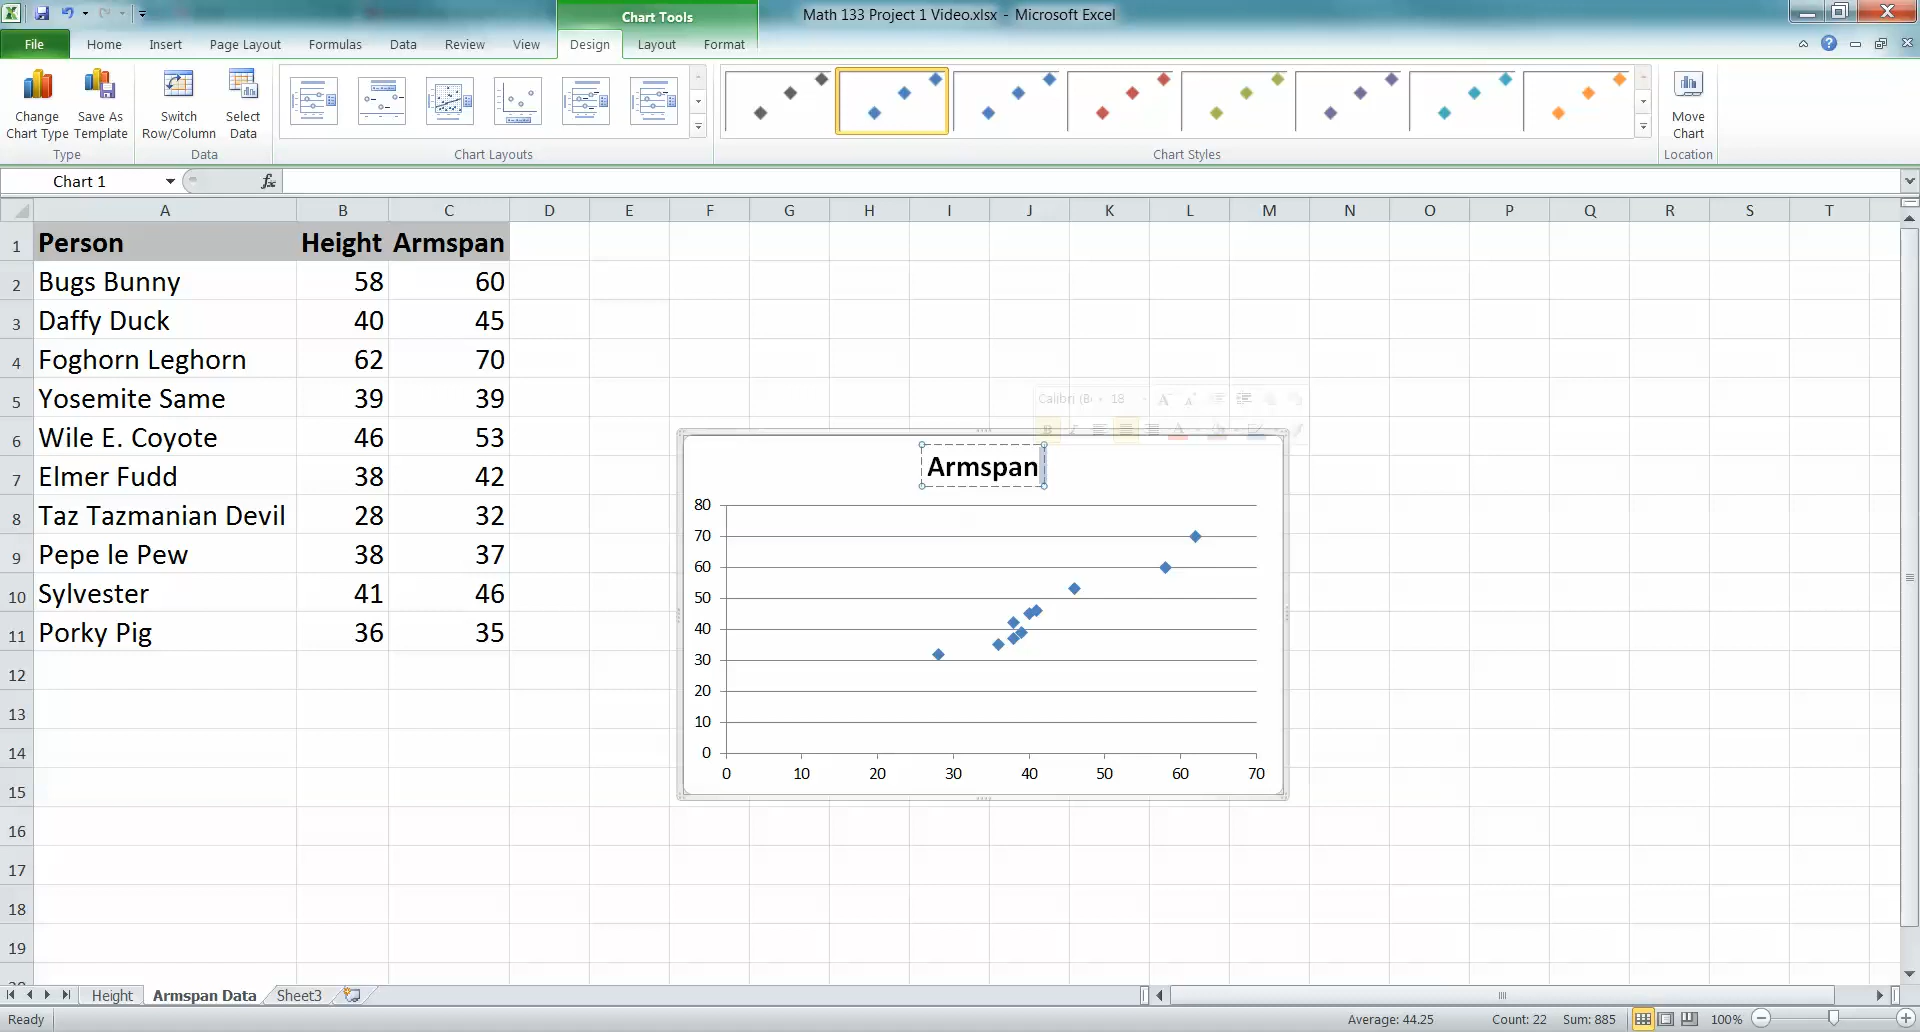 Chart Tools
Math 133 Project 1 Video.xlsx - Microsoft Excel
File Home Insert Page Layout Formulas Data Review View Design Layout Format
Change Chart Type
Save As Template
Switch Row/Column
Select Data
Move Chart
Type Data Chart Layouts Chart Styles Location
Chart 1 fx
A B C D E F G H I J K L M N O P Q R S T
1 Person Height Armspan
2 Bugs Bunny 58 60
3 Daffy Duck 40 45
4 Foghorn Leghorn 62 70
5 Yosemite Same 39 39
6 Wile E. Coyote 46 53
7 Elmer Fudd 38 42
8 Taz Tazmanian Devil 28 32
9 Pepe le Pew 38 37
10 Sylvester 41 46
11 Porky Pig 36 35
12
13
14
15
16
17
18
19
Calibri (B 18
Armspan
80
70
60
50
40
30
20
10
0
0 10 20 30 40 50 60 70
Height Armspan Data Sheet3
Ready Average: 44.25 Count: 22 Sum: 885 100%